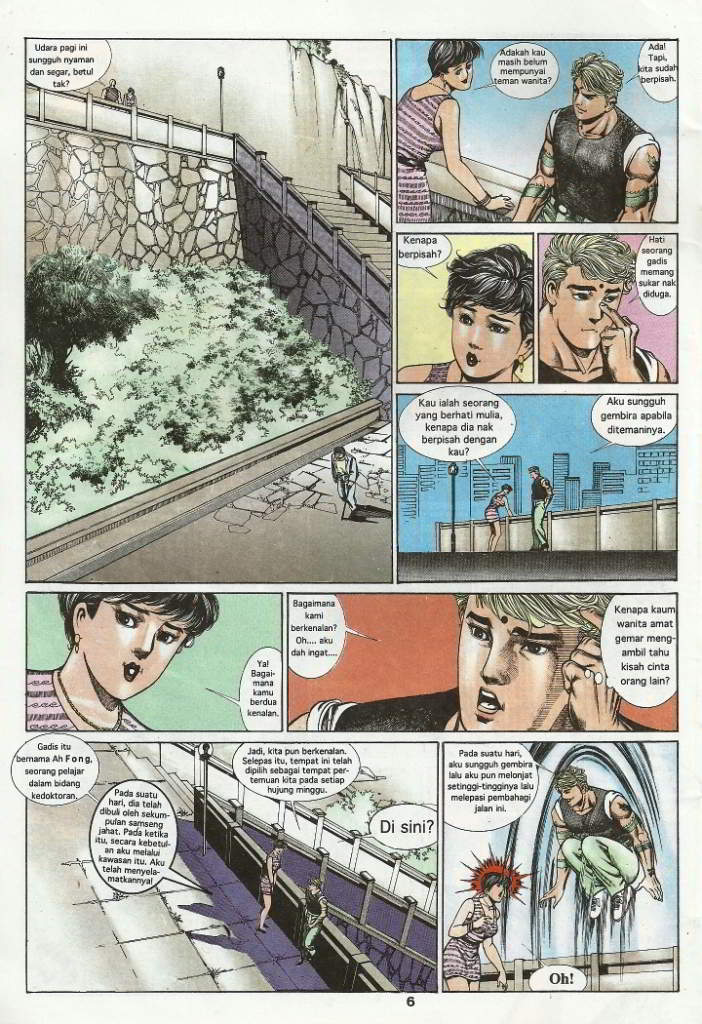 Udara pagi ini
sungguh nyaman
dan segar, betul
tak?
Adakah kau
masih belum
mempunyai
teman wanita?
Ada!
Tapi,
kita sudah
berpisah.
Kenapa
berpisah?
Hati
seorang
gadis
memang
sukar nak
diduga.
Kau ialah seorang
yang berhati mulia,
kenapa dia nak
berpisah dengan
kau?
Aku sungguh
gembira apabila
ditemaninya.
Ya!
Bagai-
mana
kamu
berdua
kenalan.
Bagaimana
kami
berkenalan?
Oh.... aku
dah ingat....
Kenapa kaum
wanita amat
gemar meng-
ambil tahu
kisah cinta
orang lain?
Gadis itu
bernama Ah Fong,
seorang pelajar
dalam bidang
kedoktoran.
Pada suatu
hari, dia telah
dibuli oleh sekum-
pulan samseng
jahat. Pada ketika
itu, secara kebetul-
an aku melalui
kawasan itu. Aku
telah menyela-
matkannya!
Jadi, kita pun berkenalan.
Selepas itu, tempat ini telah
dipilih sebagai tempat per-
temuan kita pada setiap
hujung minggu.
Di sini?
Pada suatu hari,
aku sungguh gembira
lalu aku pun melonjat
setinggi-tingginya lalu
melepasi pembahagi
jalan ini.
Oh!
6